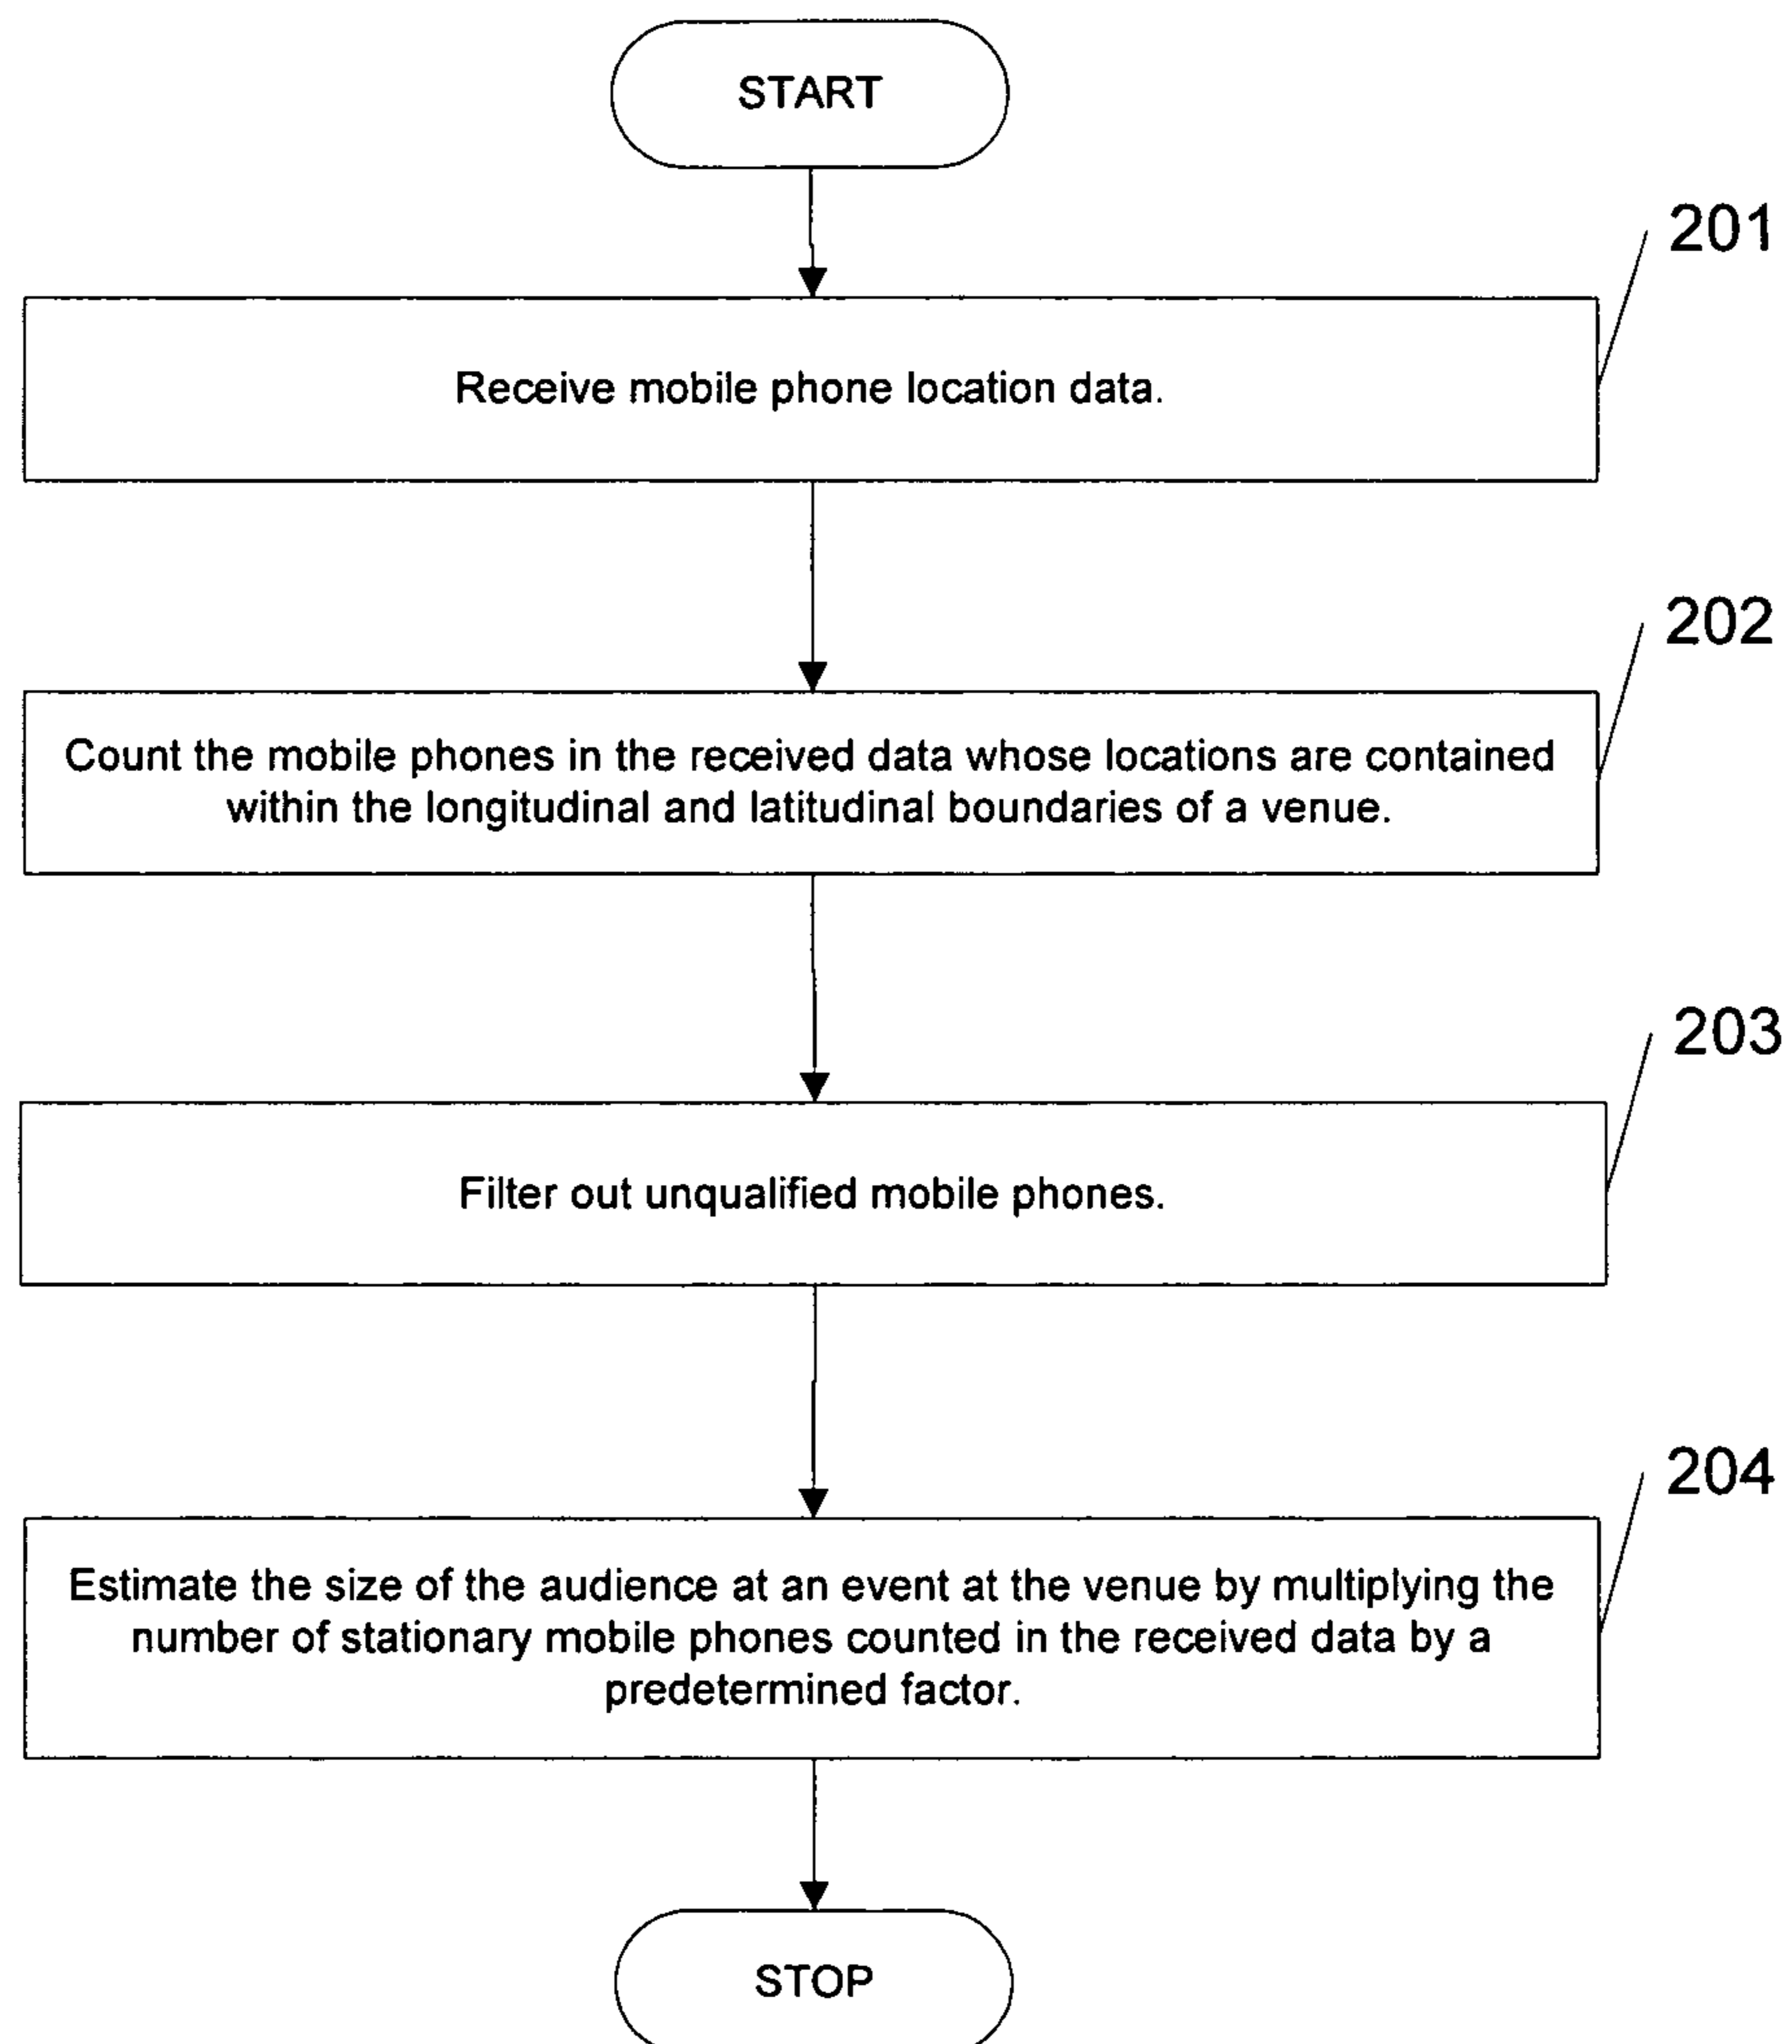 START
201
Receive mobile phone location data.
202
Count the mobile phones in the received data whose locations are contained
within the longitudinal and latitudinal boundaries of a venue.
203
Filter out unqualified mobile phones.
204
Estimate the size of the audience at an event at the venue by multiplying the
number of stationary mobile phones counted in the received data by a
predetermined factor.
STOP